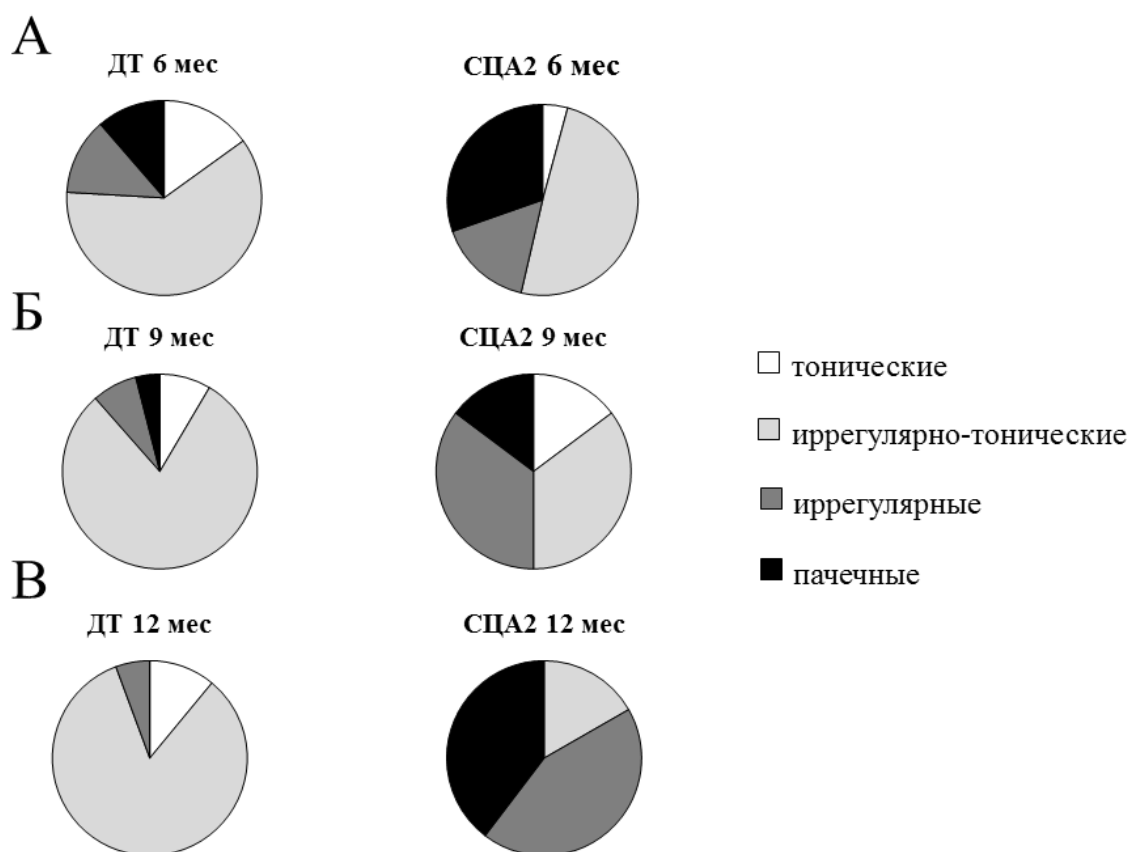 А
ДТ 6 мес
СЦА2 6 мес
Б
ДТ 9 мес
СЦА2 9 мес
тонические
иррегулярно-тонические
иррегулярные
пачечные
В
ДТ 12 мес
СЦА2 12 мес